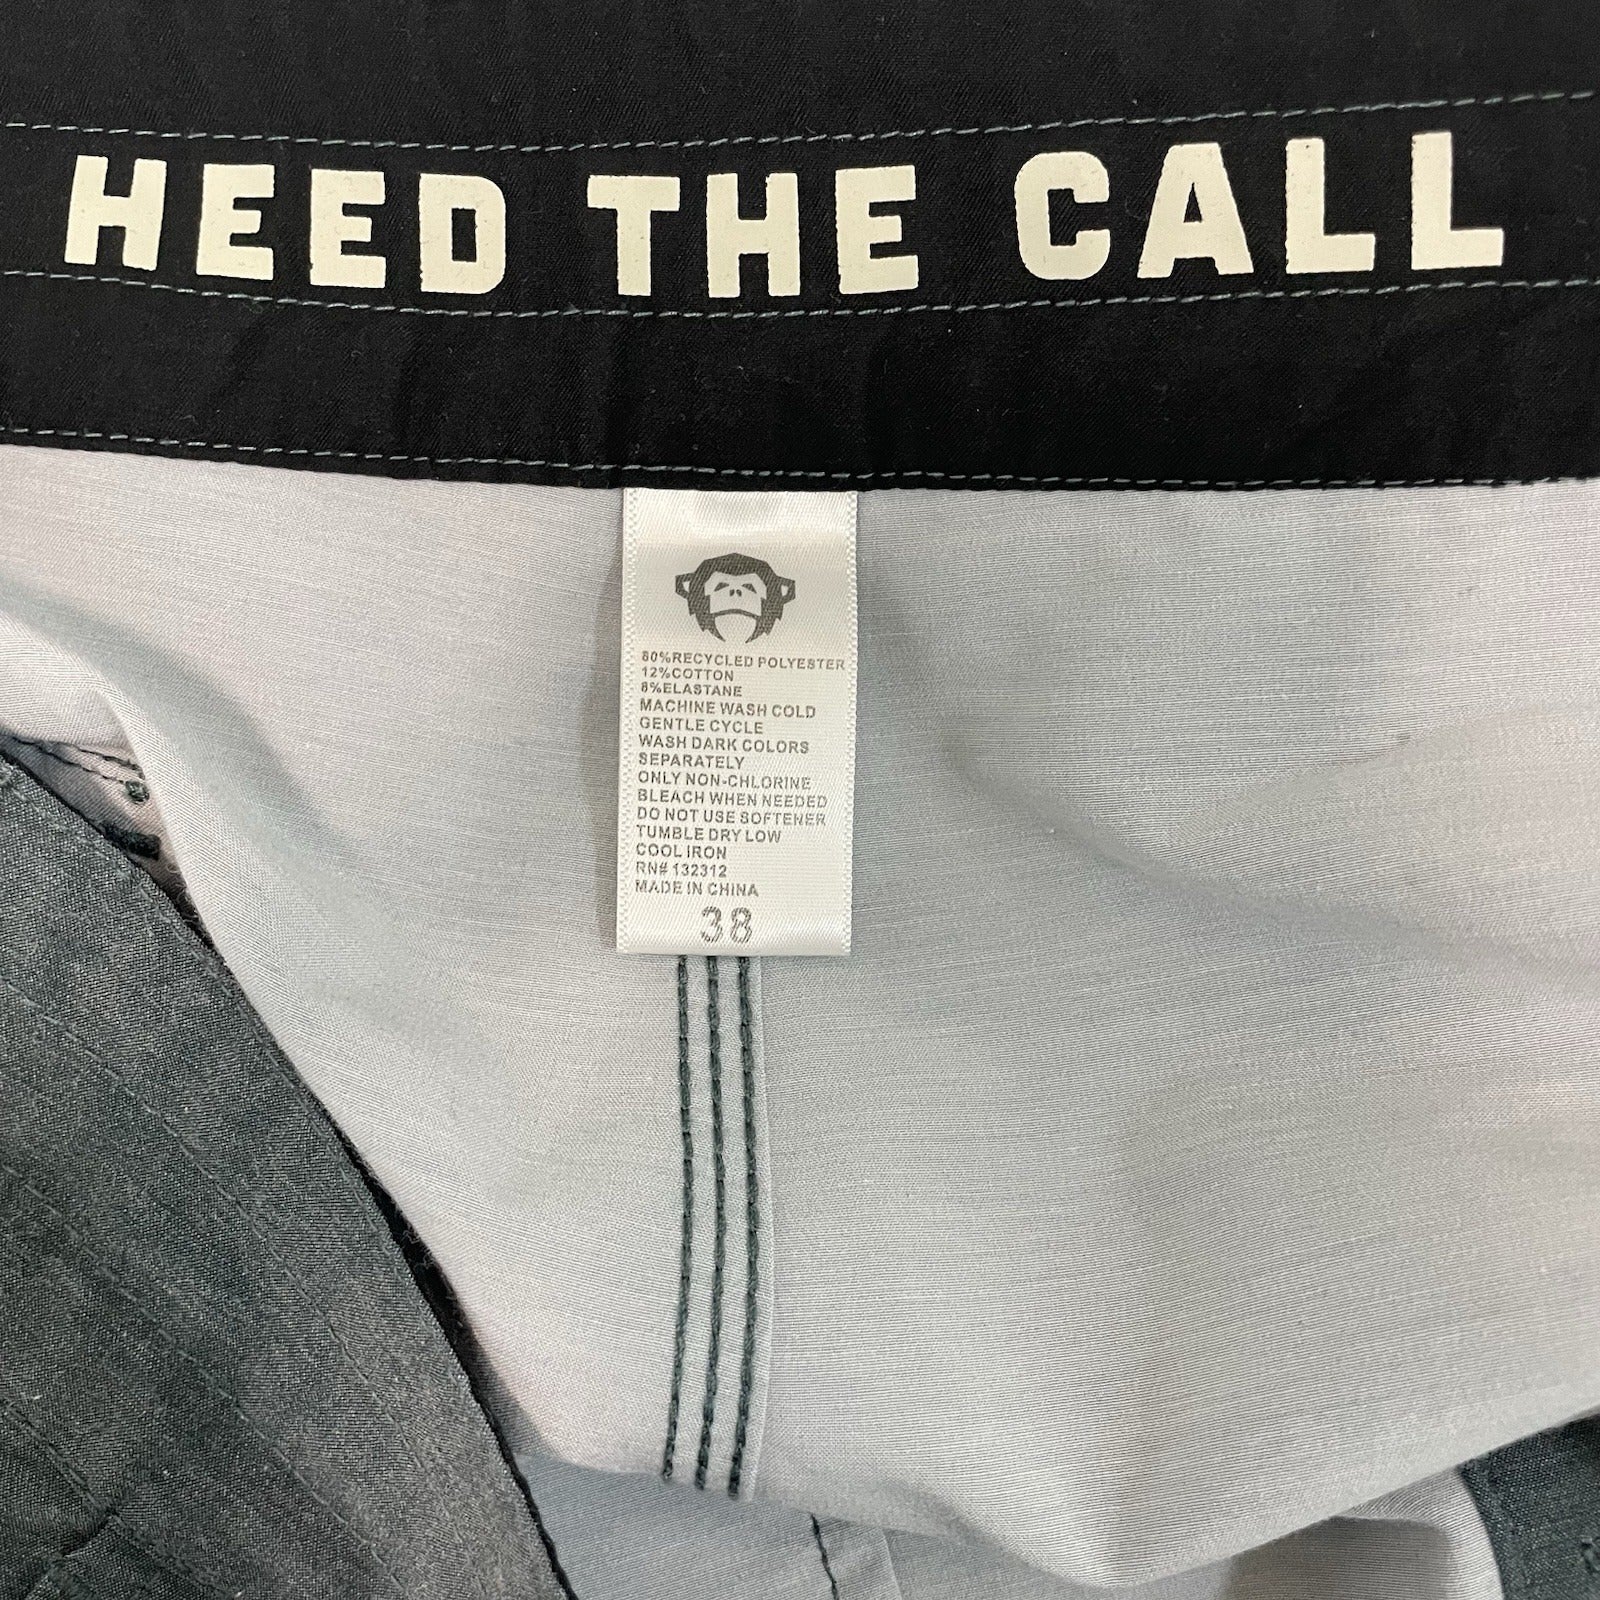 HEED THE CALL
80%RECYCLED POLYESTER
12%COTTON
8%ELASTANE
MACHINE WASH COLD
GENTLE CYCLE
WASH DARK COLORS
SEPARATELY
ONLY NON-CHLORINE
BLEACH WHEN NEEDED
DO NOT USE SOFTENER
TUMBLE DRY LOW
COOL IRON
RN# 132312
MADE IN CHINA
38